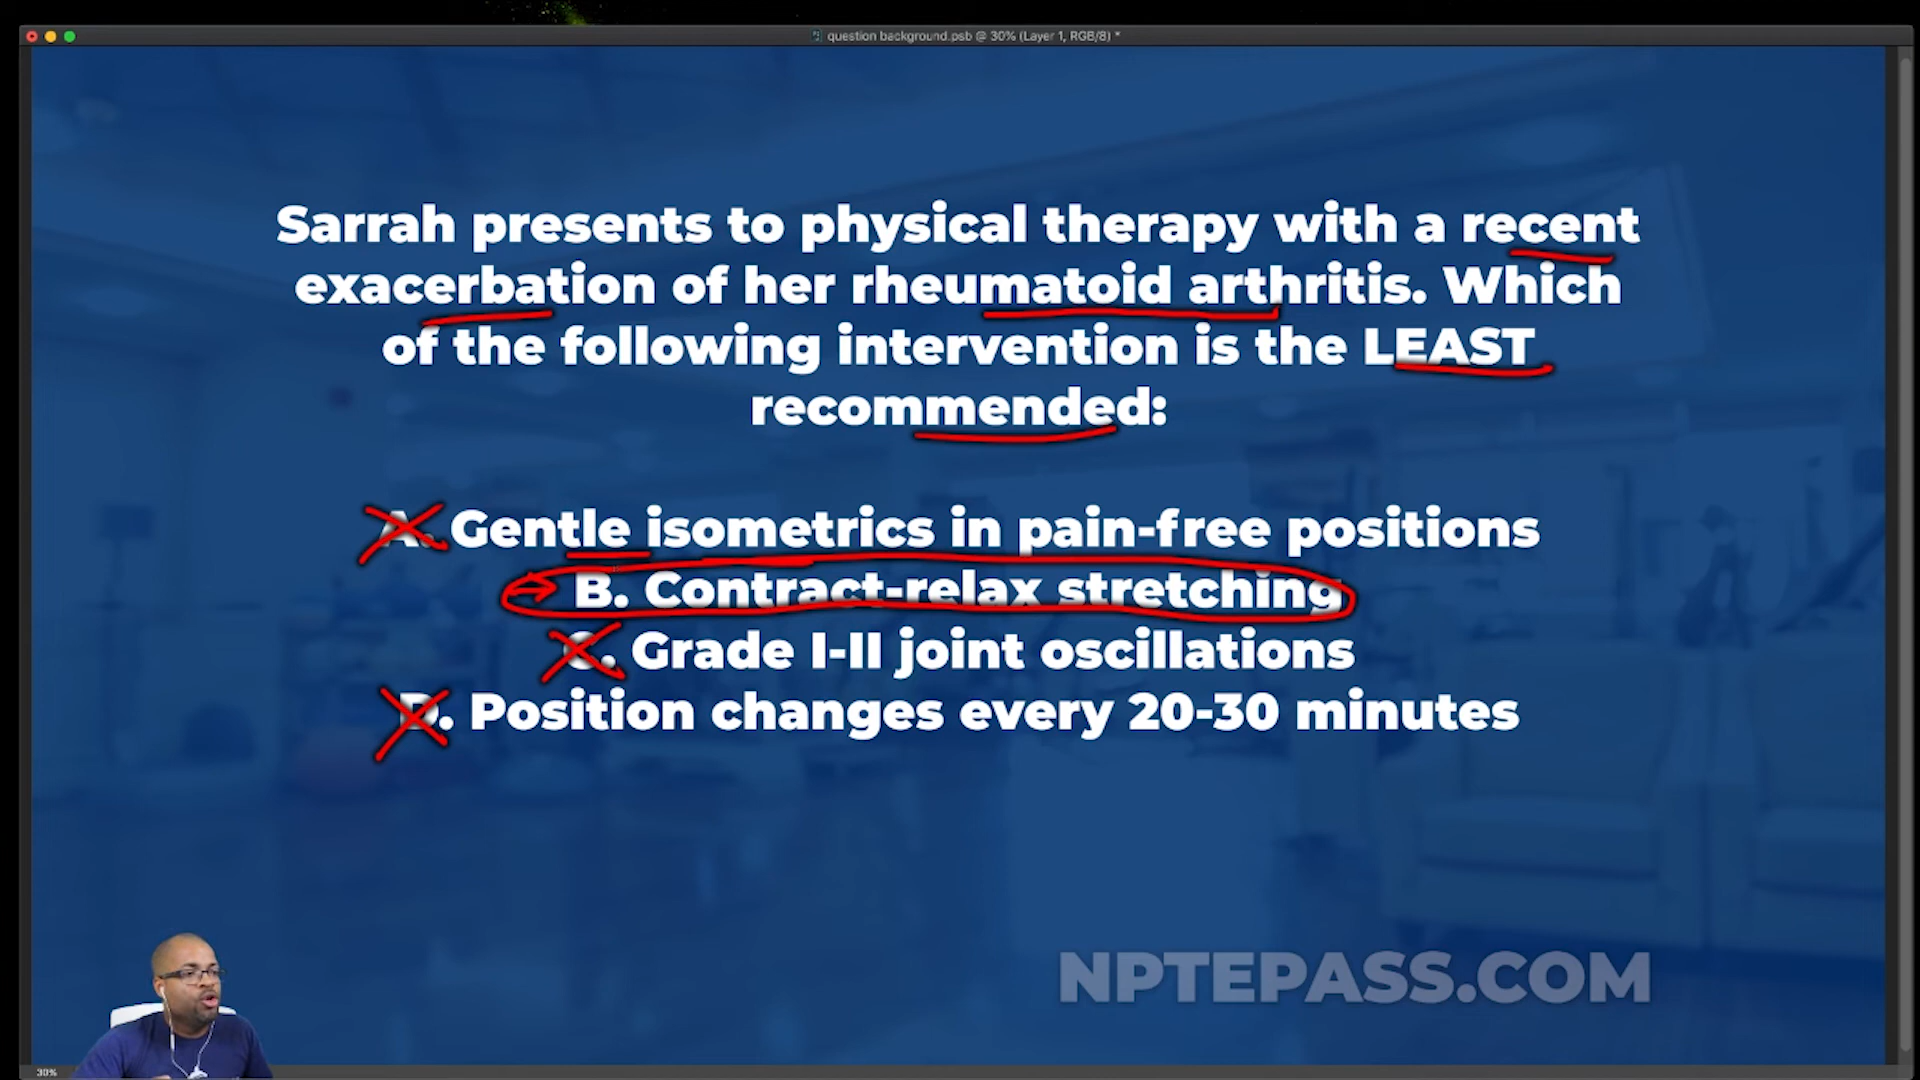 question background.psb @ 30% (Layer 1, RGB/8) *
Sarrah presents to physical therapy with a recent
exacerbation of her rheumatoid arthritis. Which
of the following intervention is the LEAST
recommended:
A. Gentle isometrics in pain-free positions
B. Contract-relax stretching
C. Grade I-II joint oscillations
D. Position changes every 20-30 minutes
NPTEPASS.COM
30%